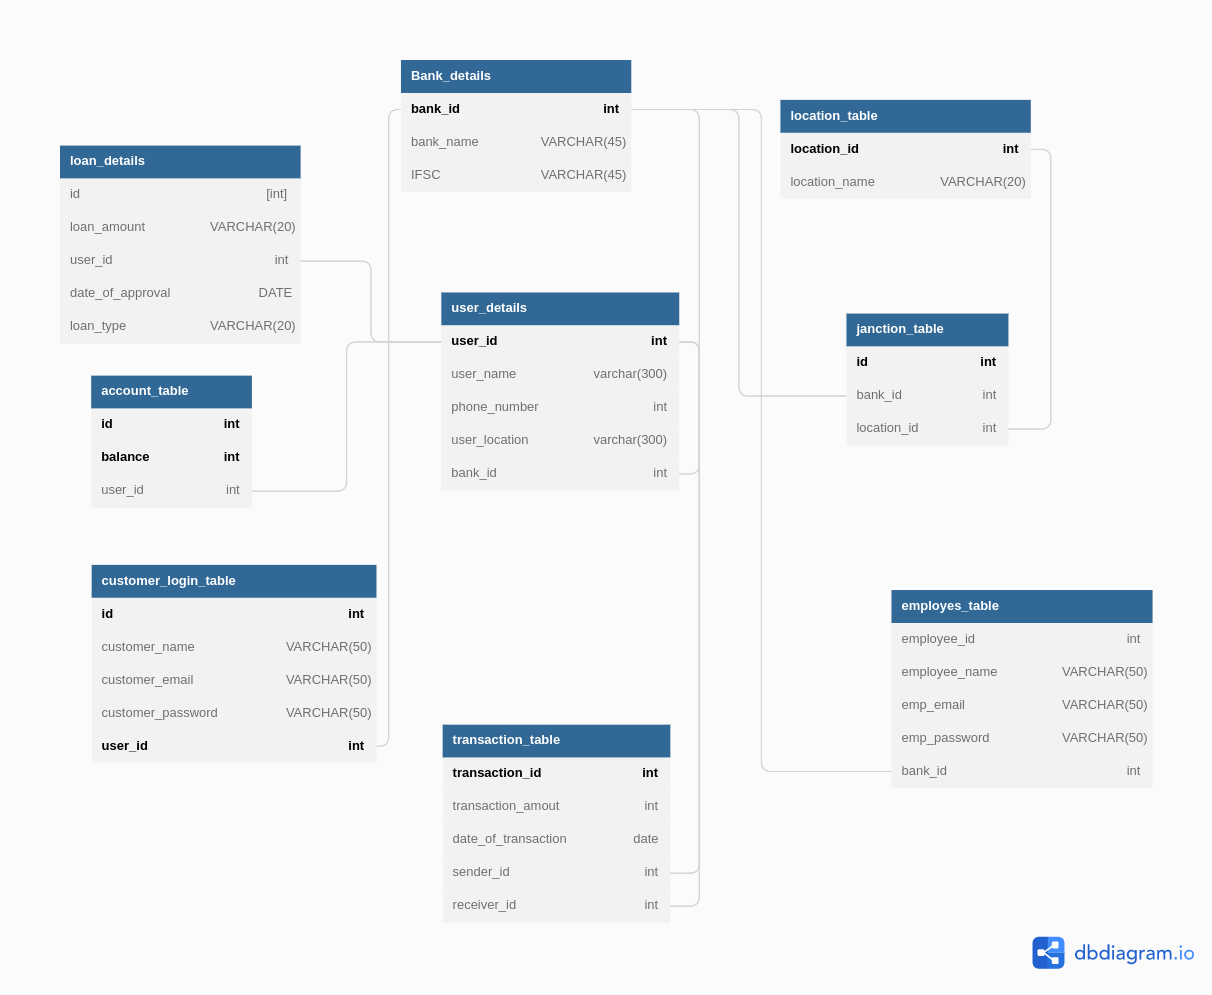 Bank_details
bank_id int
bank_name VARCHAR(45)
IFSC VARCHAR(45)
location_table
location_id int
location_name VARCHAR(20)
loan_details
id [int]
loan_amount VARCHAR(20)
user_id int
date_of_approval DATE
loan_type VARCHAR(20)
user_details
user_id int
user_name varchar(300)
phone_number int
user_location varchar(300)
bank_id int
janction_table
id int
bank_id int
location_id int
account_table
id int
balance int
user_id int
customer_login_table
id int
customer_name VARCHAR(50)
customer_email VARCHAR(50)
customer_password VARCHAR(50)
user_id int
employes_table
employee_id int
employee_name VARCHAR(50)
emp_email VARCHAR(50)
emp_password VARCHAR(50)
bank_id int
transaction_table
transaction_id int
transaction_amout int
date_of_transaction date
sender_id int
receiver_id int
dbdiagram.io